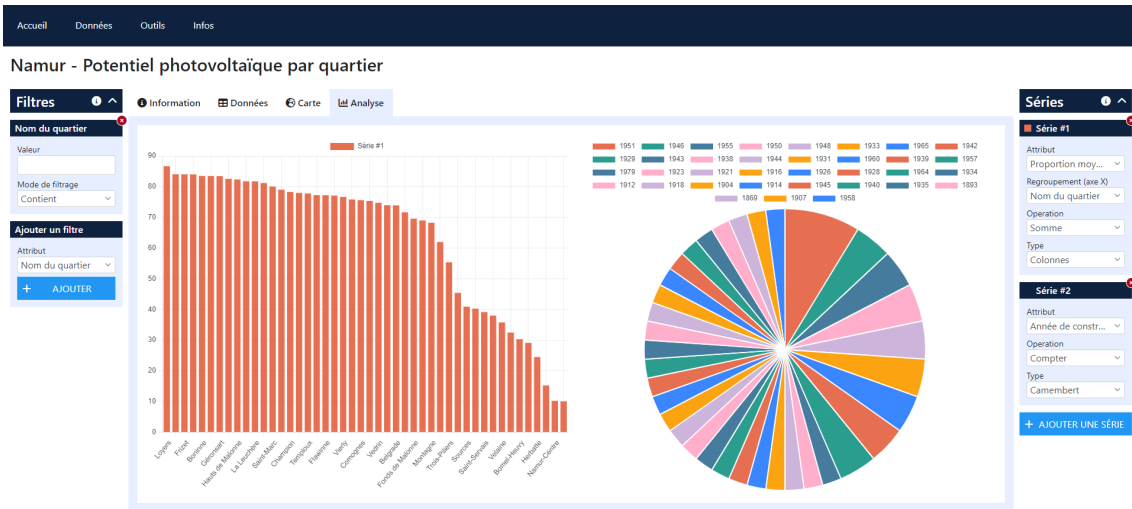 Accueil Données Outils Infos
Namur - Potentiel photovoltaïque par quartier
Filtres
Nom du quartier
Valeur
Mode de filtrage
Contient
Ajouter un filtre
Attribut
Nom du quartier
+ AJOUTER
Information Données Carte Analyse
Série #1
90
80
70
60
50
40
30
20
10
0
Loyers Frizet Boninne Géronsart Hauts de Malonne La Leuchère Saint-Marc Champion Temploux Flawinne Vierly Comognes Vedrin Belgrade Fonds de Malonne Montagne Trois-Piliers Sources Saint-Servais Velaine Bomel-Heuvy Herbatte Namur-Centre
1951 1946 1955 1950 1948 1933 1965 1942
1929 1943 1938 1944 1931 1960 1939 1957
1979 1923 1921 1916 1926 1928 1964 1934
1912 1918 1904 1914 1945 1940 1935 1893
1869 1907 1958
Séries
Série #1
Attribut
Proportion moy...
Regroupement (axe X)
Nom du quartier
Operation
Somme
Type
Colonnes
Série #2
Attribut
Année de constr...
Operation
Compter
Type
Camembert
+ AJOUTER UNE SÉRIE